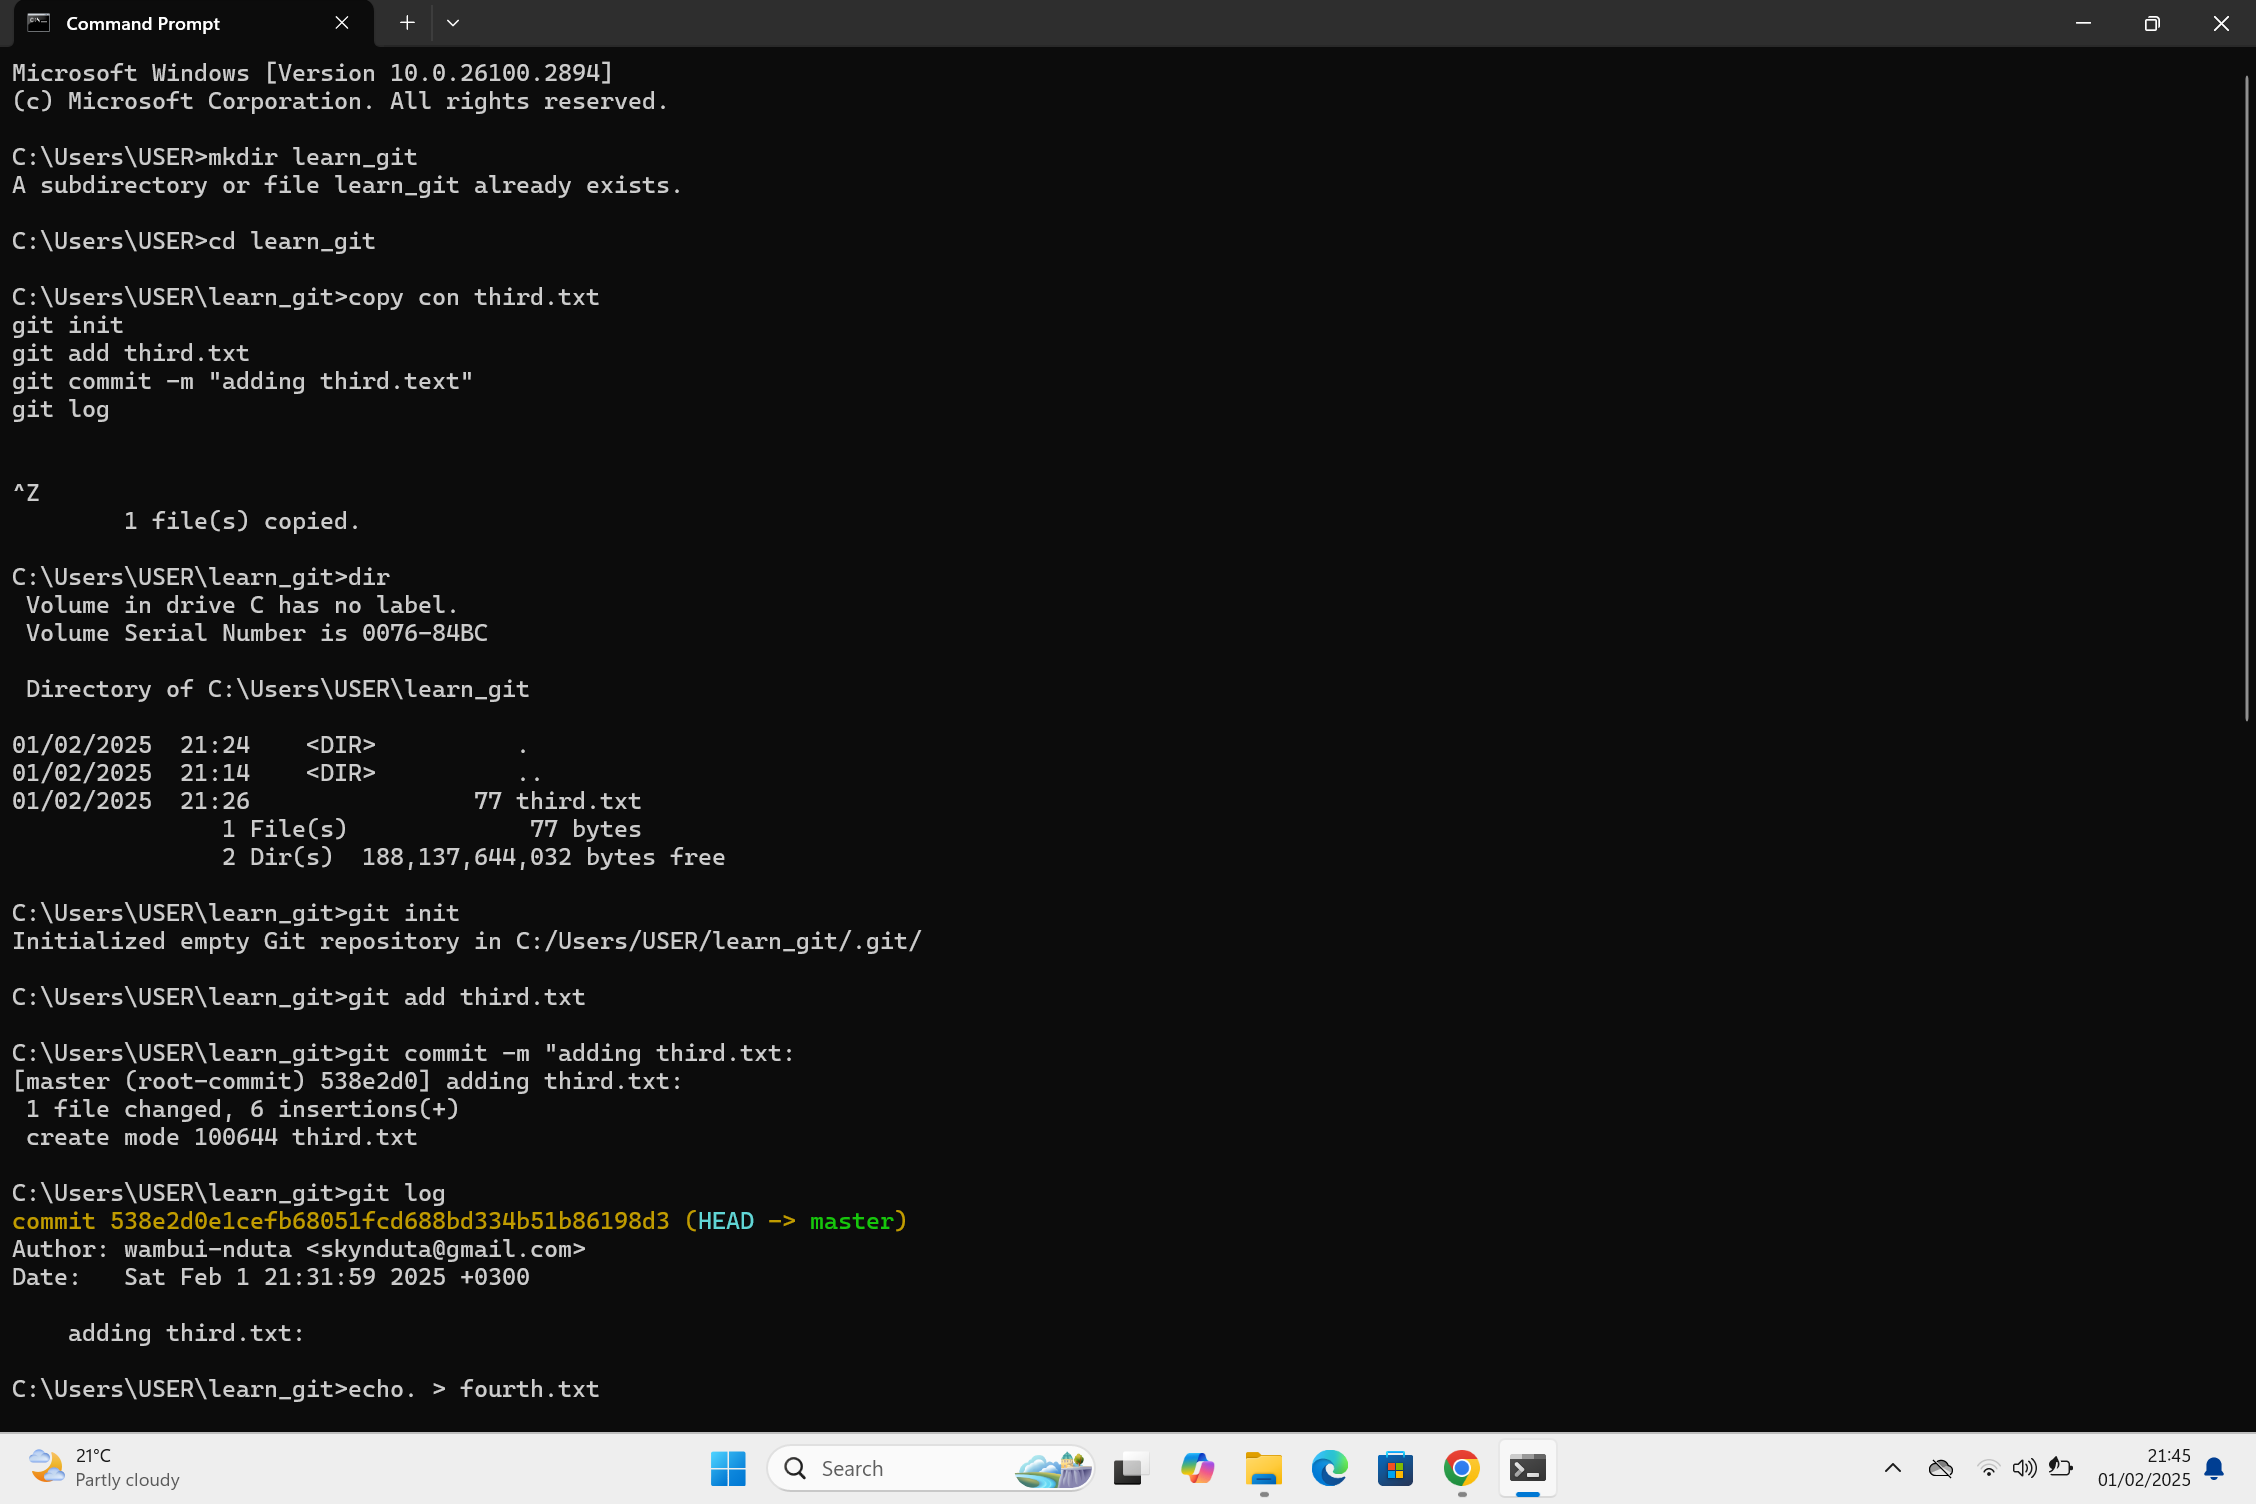 Command Prompt
Microsoft Windows [Version 10.0.26100.2894]
(c) Microsoft Corporation. All rights reserved.
C:\Users\USER>mkdir learn_git
A subdirectory or file learn_git already exists.
C:\Users\USER>cd learn_git
C:\Users\USER\learn_git>copy con third.txt
git init
git add third.txt
git commit -m "adding third.text"
git log
^Z
        1 file(s) copied.
C:\Users\USER\learn_git>dir
 Volume in drive C has no label.
 Volume Serial Number is 0076-84BC
 Directory of C:\Users\USER\learn_git
01/02/2025  21:24    <DIR>          .
01/02/2025  21:14    <DIR>          ..
01/02/2025  21:26                77 third.txt
               1 File(s)             77 bytes
               2 Dir(s)  188,137,644,032 bytes free
C:\Users\USER\learn_git>git init
Initialized empty Git repository in C:/Users/USER/learn_git/.git/
C:\Users\USER\learn_git>git add third.txt
C:\Users\USER\learn_git>git commit -m "adding third.txt:
[master (root-commit) 538e2d0] adding third.txt:
 1 file changed, 6 insertions(+)
 create mode 100644 third.txt
C:\Users\USER\learn_git>git log
commit 538e2d0e1cefb68051fcd688bd334b51b86198d3 (HEAD -> master)
Author: wambui-nduta <skynduta@gmail.com>
Date:   Sat Feb 1 21:31:59 2025 +0300
    adding third.txt:
C:\Users\USER\learn_git>echo. > fourth.txt
21°C
Partly cloudy
Search
21:45
01/02/2025